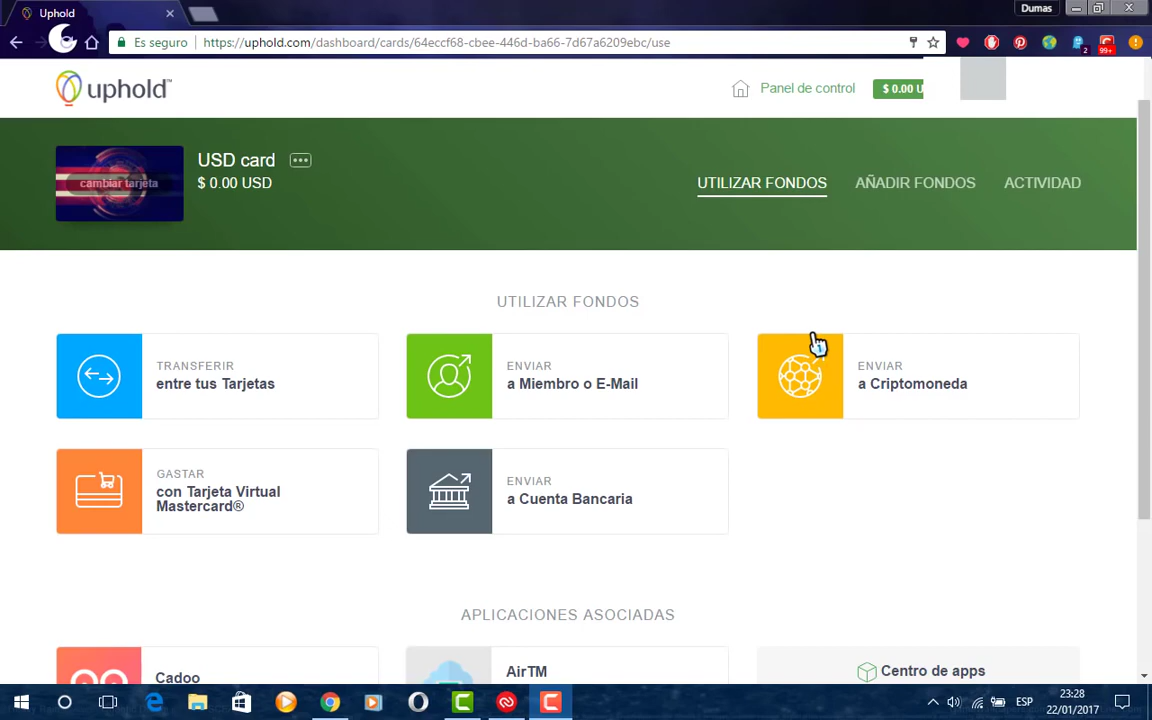 Uphold
Dumas
Es seguro
https://uphold.com/dashboard/cards/64eccf68-cbee-446d-ba66-7d67a6209ebc/use
2
99+
uphold™
Panel de control
$ 0.00 U
cambiar tarjeta
USD card
$ 0.00 USD
UTILIZAR FONDOS
AÑADIR FONDOS
ACTIVIDAD
UTILIZAR FONDOS
TRANSFERIR
entre tus Tarjetas
ENVIAR
a Miembro o E-Mail
ENVIAR
a Criptomoneda
GASTAR
con Tarjeta Virtual
Mastercard®
ENVIAR
a Cuenta Bancaria
APLICACIONES ASOCIADAS
Cadoo
AirTM
Centro de apps
ESP
23:28
22/01/2017